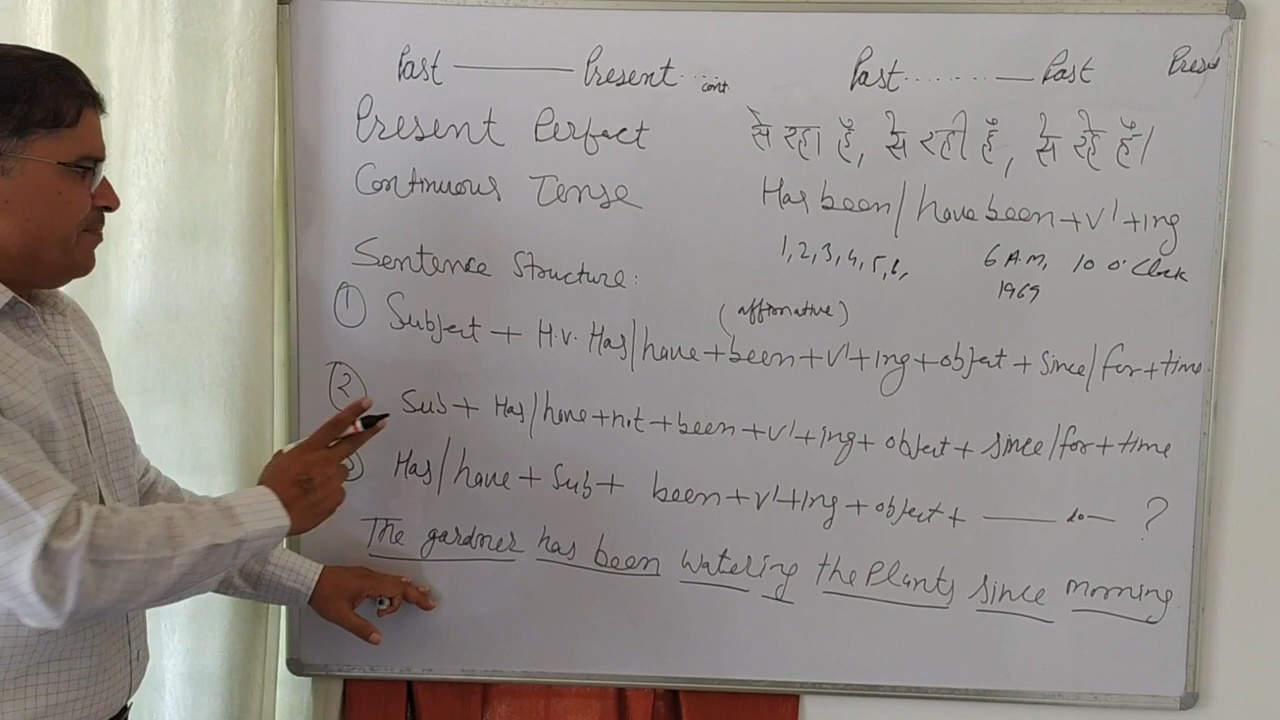 Past ——— Present ..... cont. Past ........ —— Past
Present Perfect
Continuous Tense
से रहा है, से रही है, से रहे हैं।
Has been / have been + V¹ + ing
1, 2, 3, 4, 5, 6, 6 A.M, 10 o'clock
1969
Sentence Structure:
(affirmative)
① Subject + H.V. Has/have + been + V¹ + ing + object + since/for + time
② Sub + Has/have + not + been + V¹ + ing + object + since/for + time
Has/have + Sub + been + V¹ + ing + object + —— do —— ?
The gardner has been watering the plants since morning.